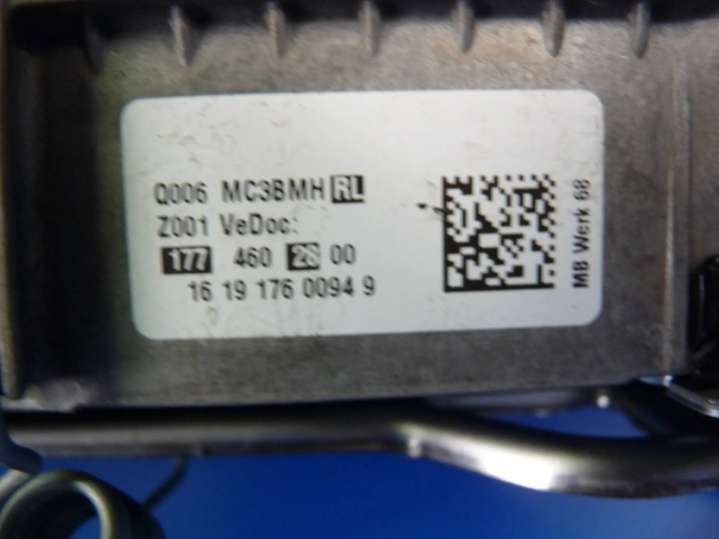 Q006 MC3BMH RL
Z001 VeDoc:
177 460 28 00
16 19 176 0094 9
MB Werk 68